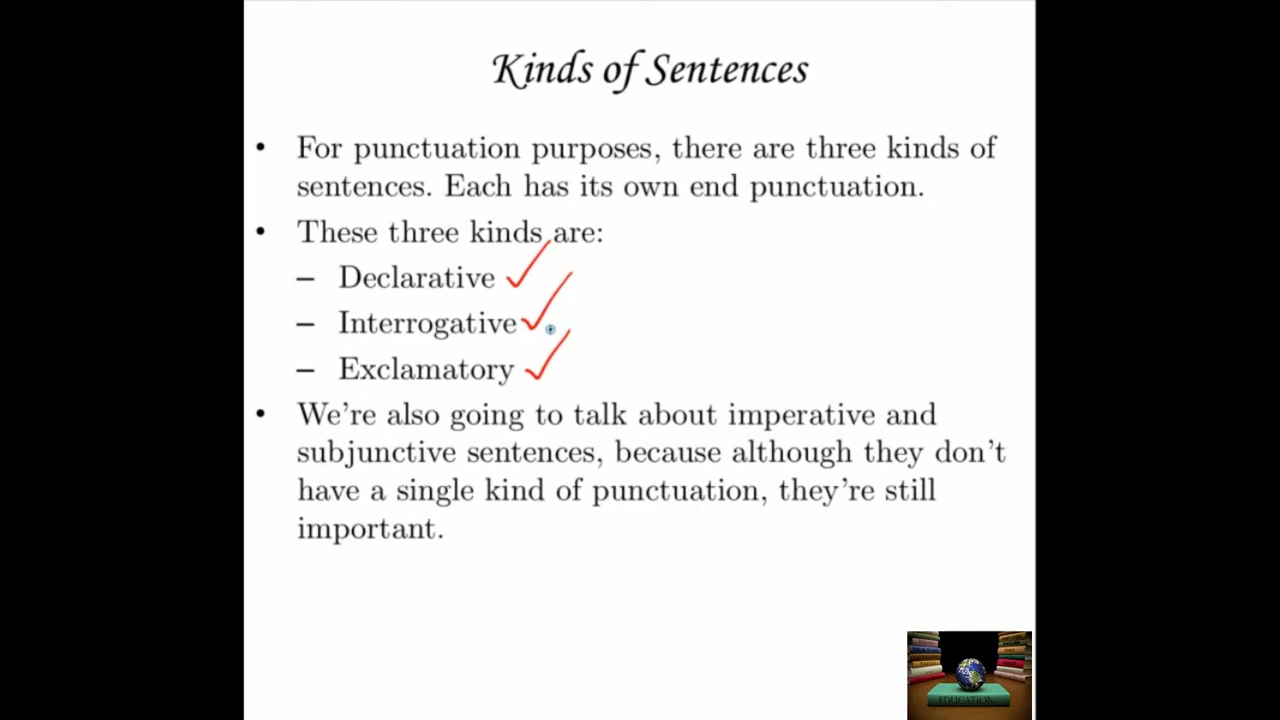 Kinds of Sentences
• For punctuation purposes, there are three kinds of
sentences. Each has its own end punctuation.
• These three kinds are:
– Declarative
– Interrogative
– Exclamatory
• We're also going to talk about imperative and
subjunctive sentences, because although they don't
have a single kind of punctuation, they're still
important.
EDUCATION